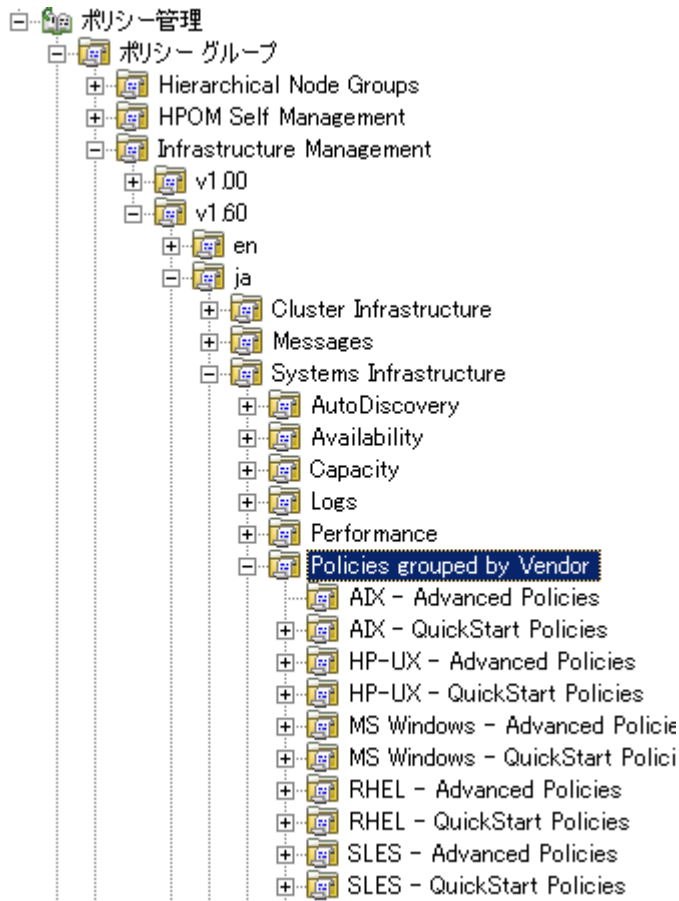 ポリシー管理
ポリシー グループ
Hierarchical Node Groups
HPOM Self Management
Infrastructure Management
v1.00
v1.60
en
ja
Cluster Infrastructure
Messages
Systems Infrastructure
AutoDiscovery
Availability
Capacity
Logs
Performance
Policies grouped by Vendor
AIX - Advanced Policies
AIX - QuickStart Policies
HP-UX - Advanced Policies
HP-UX - QuickStart Policies
MS Windows - Advanced Policie
MS Windows - QuickStart Polici
RHEL - Advanced Policies
RHEL - QuickStart Policies
SLES - Advanced Policies
SLES - QuickStart Policies